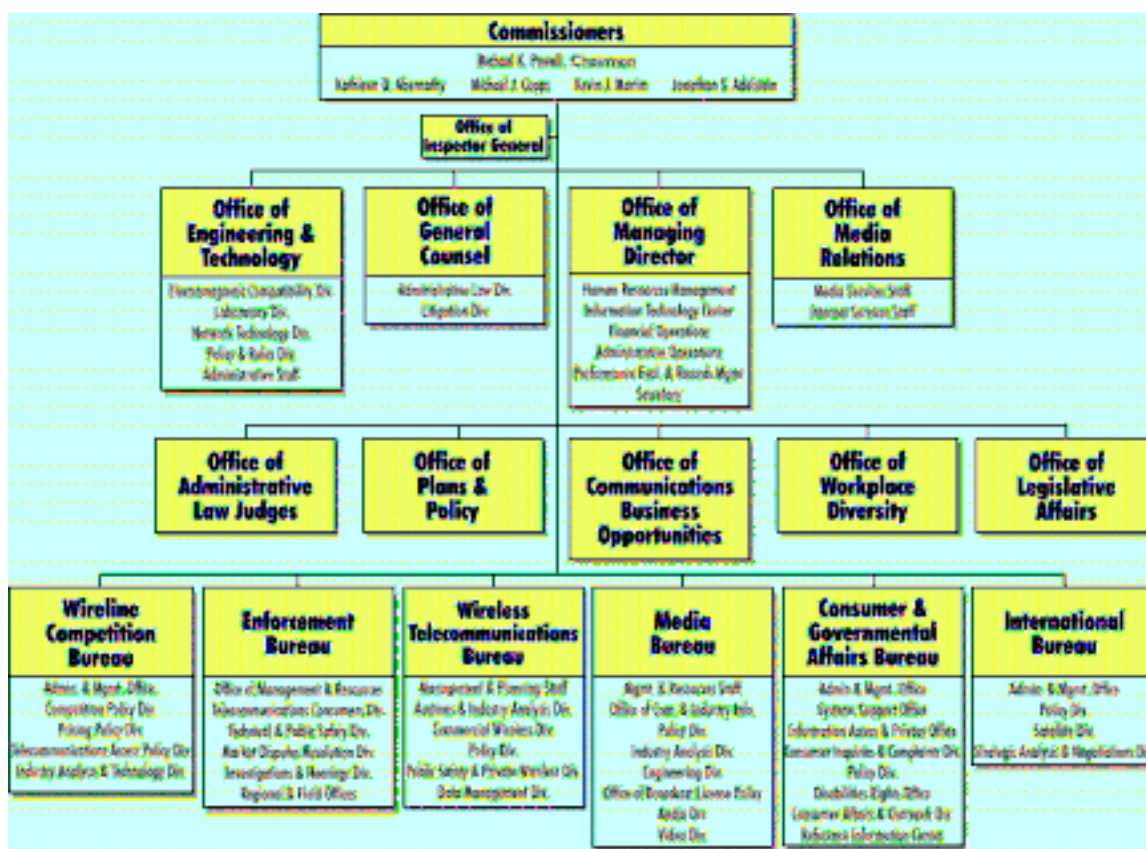 Commissioners
Michael K. Powell, Chairman
Kathleen Q. Abernathy Michael J. Copps Kevin J. Martin Jonathan S. Adelstein
Office of
Inspector General
Office of
Engineering &
Technology
Electromagnetic Compatibility Div.
Laboratory Div.
Network Technology Div.
Policy & Rules Div.
Administrative Staff
Office of
General
Counsel
Administrative Law Div.
Litigation Div.
Office of
Managing
Director
Human Resources Management
Information Technology Center
Financial Operations
Administrative Operations
Performance Eval. & Records Mgmt
Secretary
Office of
Media
Relations
Media Services Staff
Internet Services Staff
Office of
Administrative
Law Judges
Office of
Plans &
Policy
Office of
Communications
Business
Opportunities
Office of
Workplace
Diversity
Office of
Legislative
Affairs
Wireline
Competition
Bureau
Admin. & Mgmt. Office
Competition Policy Div.
Pricing Policy Div.
Telecommunications Access Policy Div.
Industry Analysis & Technology Div.
Enforcement
Bureau
Office of Management & Resources
Telecommunications Consumers Div.
Technical & Public Safety Div.
Market Disputes Resolution Div.
Investigations & Hearings Div.
Regional & Field Offices
Wireless
Telecommunications
Bureau
Management & Planning Staff
Auctions & Industry Analysis Div.
Commercial Wireless Div.
Policy Div.
Public Safety & Private Wireless Div.
Data Management Div.
Media
Bureau
Mgmt. & Resources Staff
Office of Com. & Industry Info.
Policy Div.
Industry Analysis Div.
Engineering Div.
Office of Broadcast License Policy
Audio Div.
Video Div.
Consumer &
Governmental
Affairs Bureau
Admin & Mgmt. Office
System Support Office
Information Access & Privacy Office
Consumer Inquiries & Complaints Div.
Policy Div.
Disabilities Rights Office
Consumer Affairs & Outreach Div.
Reference Information Center
International
Bureau
Admin. & Mgmt. Office
Policy Div.
Satellite Div.
Strategic Analysis & Negotiations Div.